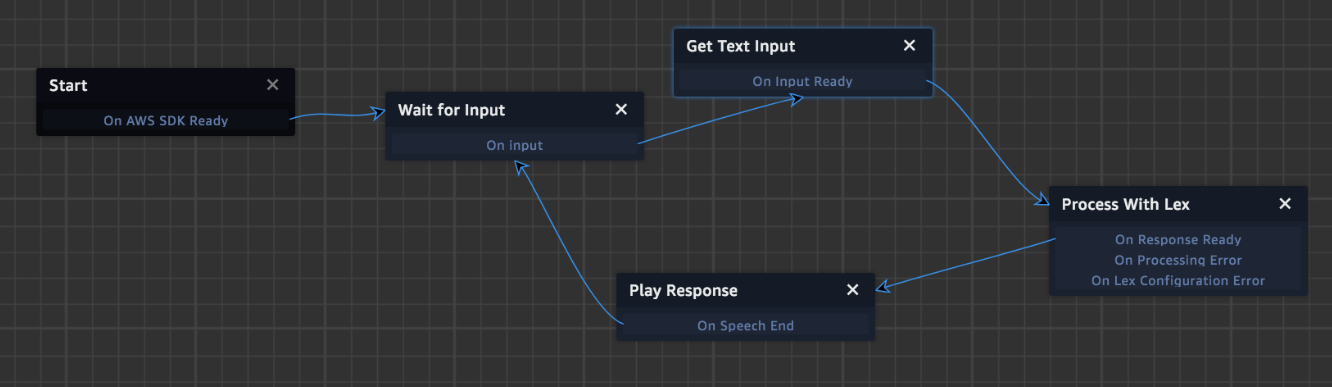 Start
On AWS SDK Ready
Wait for Input
On input
Get Text Input
On Input Ready
Process With Lex
On Response Ready
On Processing Error
On Lex Configuration Error
Play Response
On Speech End